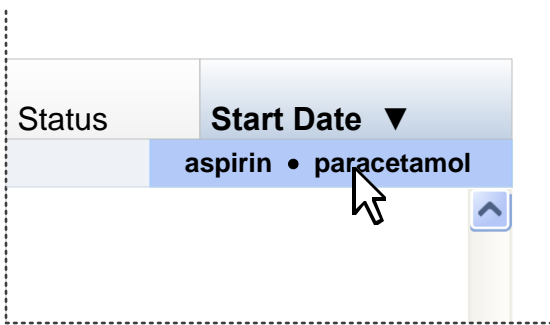 Status Start Date ▼
aspirin • paracetamol